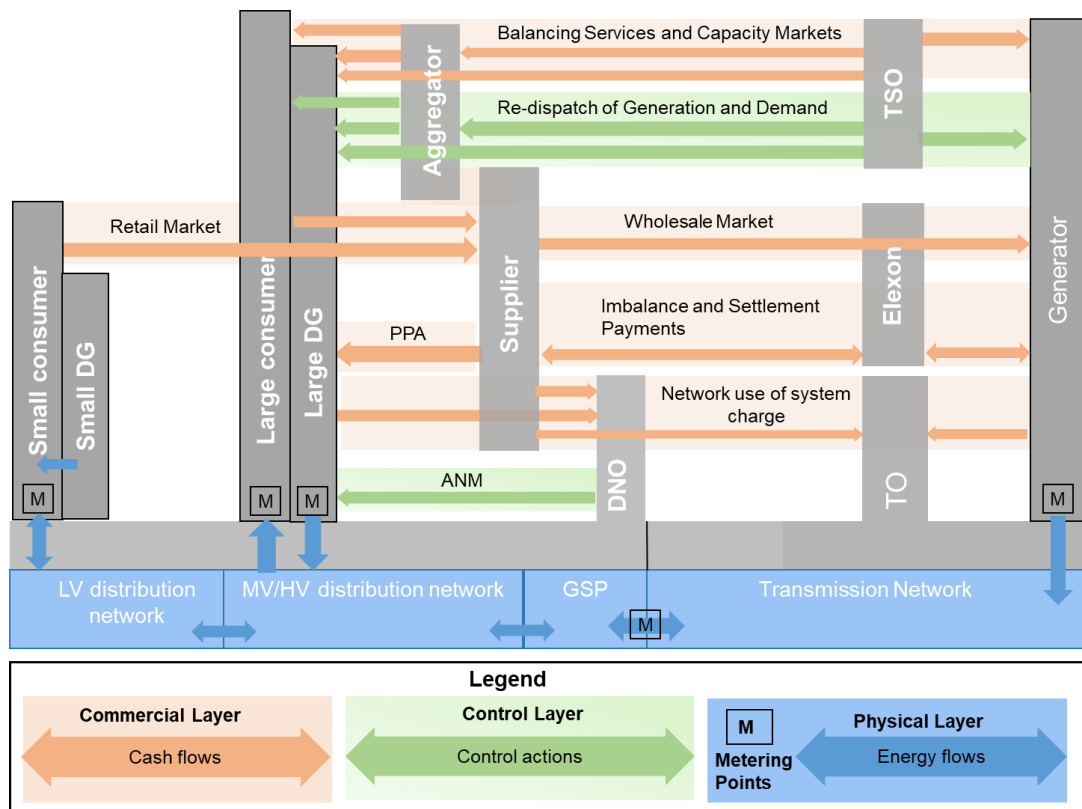 Balancing Services and Capacity Markets
Re-dispatch of Generation and Demand
TSO
Aggregator
Retail Market
Wholesale Market
Small consumer
Small DG
Large consumer
Large DG
Supplier
Elexon
Generator
Imbalance and Settlement
Payments
PPA
Network use of system
charge
ANM
DNO
TO
M
M
M
M
LV distribution
network
MV/HV distribution network
GSP
Transmission Network
M
Legend
Commercial Layer
Cash flows
Control Layer
Control actions
M
Metering
Points
Physical Layer
Energy flows